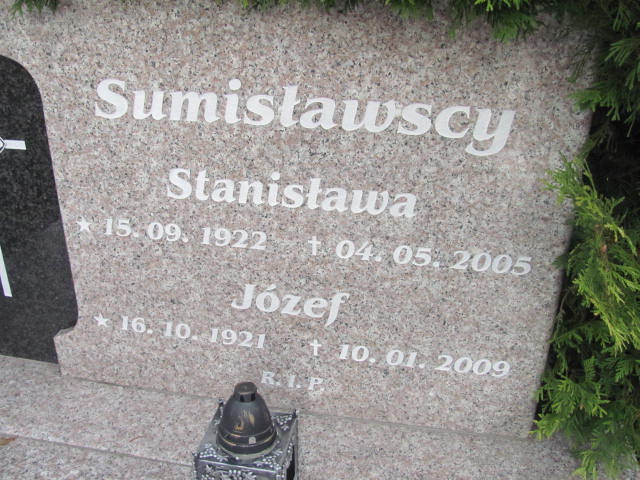 Sumisławscy
Stanisława
★ 15. 09. 1922 † 04. 05. 2005
Józef
★ 16. 10. 1921 † 10. 01. 2009
R. I. P.